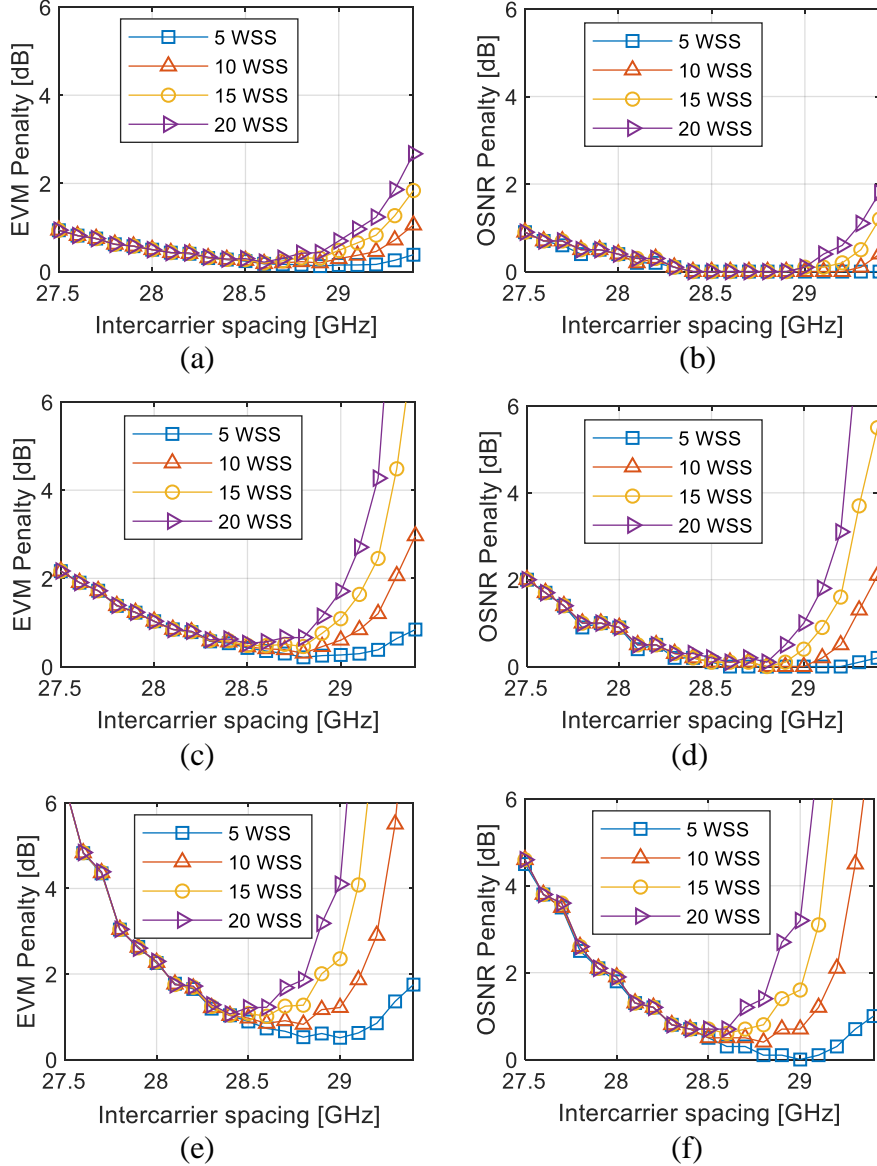 6
4
2
0
EVM Penalty [dB]
5 WSS
10 WSS
15 WSS
20 WSS
27.5 28 28.5 29
Intercarrier spacing [GHz]
(a)
6
4
2
0
OSNR Penalty [dB]
5 WSS
10 WSS
15 WSS
20 WSS
27.5 28 28.5 29
Intercarrier spacing [GHz]
(b)
6
4
2
0
EVM Penalty [dB]
5 WSS
10 WSS
15 WSS
20 WSS
27.5 28 28.5 29
Intercarrier spacing [GHz]
(c)
6
4
2
0
OSNR Penalty [dB]
5 WSS
10 WSS
15 WSS
20 WSS
27.5 28 28.5 29
Intercarrier spacing [GHz]
(d)
6
4
2
0
EVM Penalty [dB]
5 WSS
10 WSS
15 WSS
20 WSS
27.5 28 28.5 29
Intercarrier spacing [GHz]
(e)
6
4
2
0
OSNR Penalty [dB]
5 WSS
10 WSS
15 WSS
20 WSS
27.5 28 28.5 29
Intercarrier spacing [GHz]
(f)